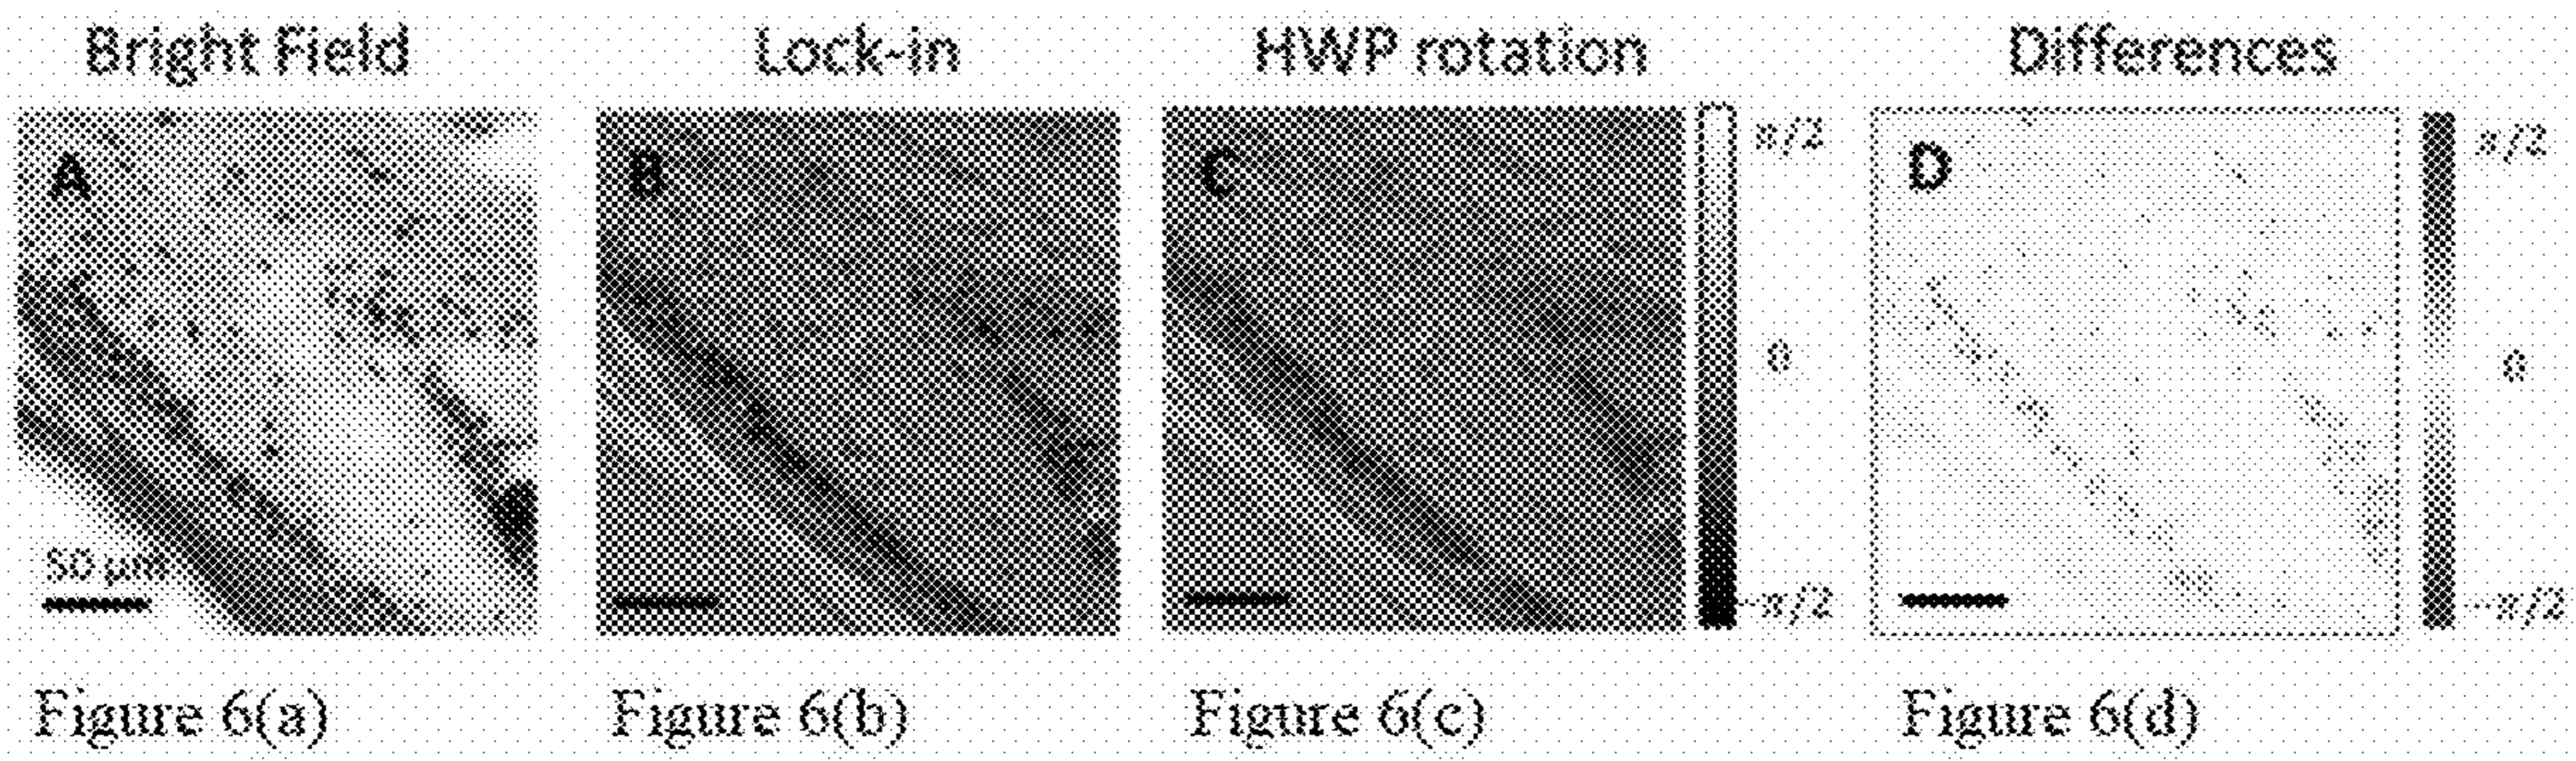 Bright Field
Lock-in
HWP rotation
Differences
A
B
C
D
π/2
0
-π/2
π/2
0
-π/2
50 μm
Figure 6(a)
Figure 6(b)
Figure 6(c)
Figure 6(d)